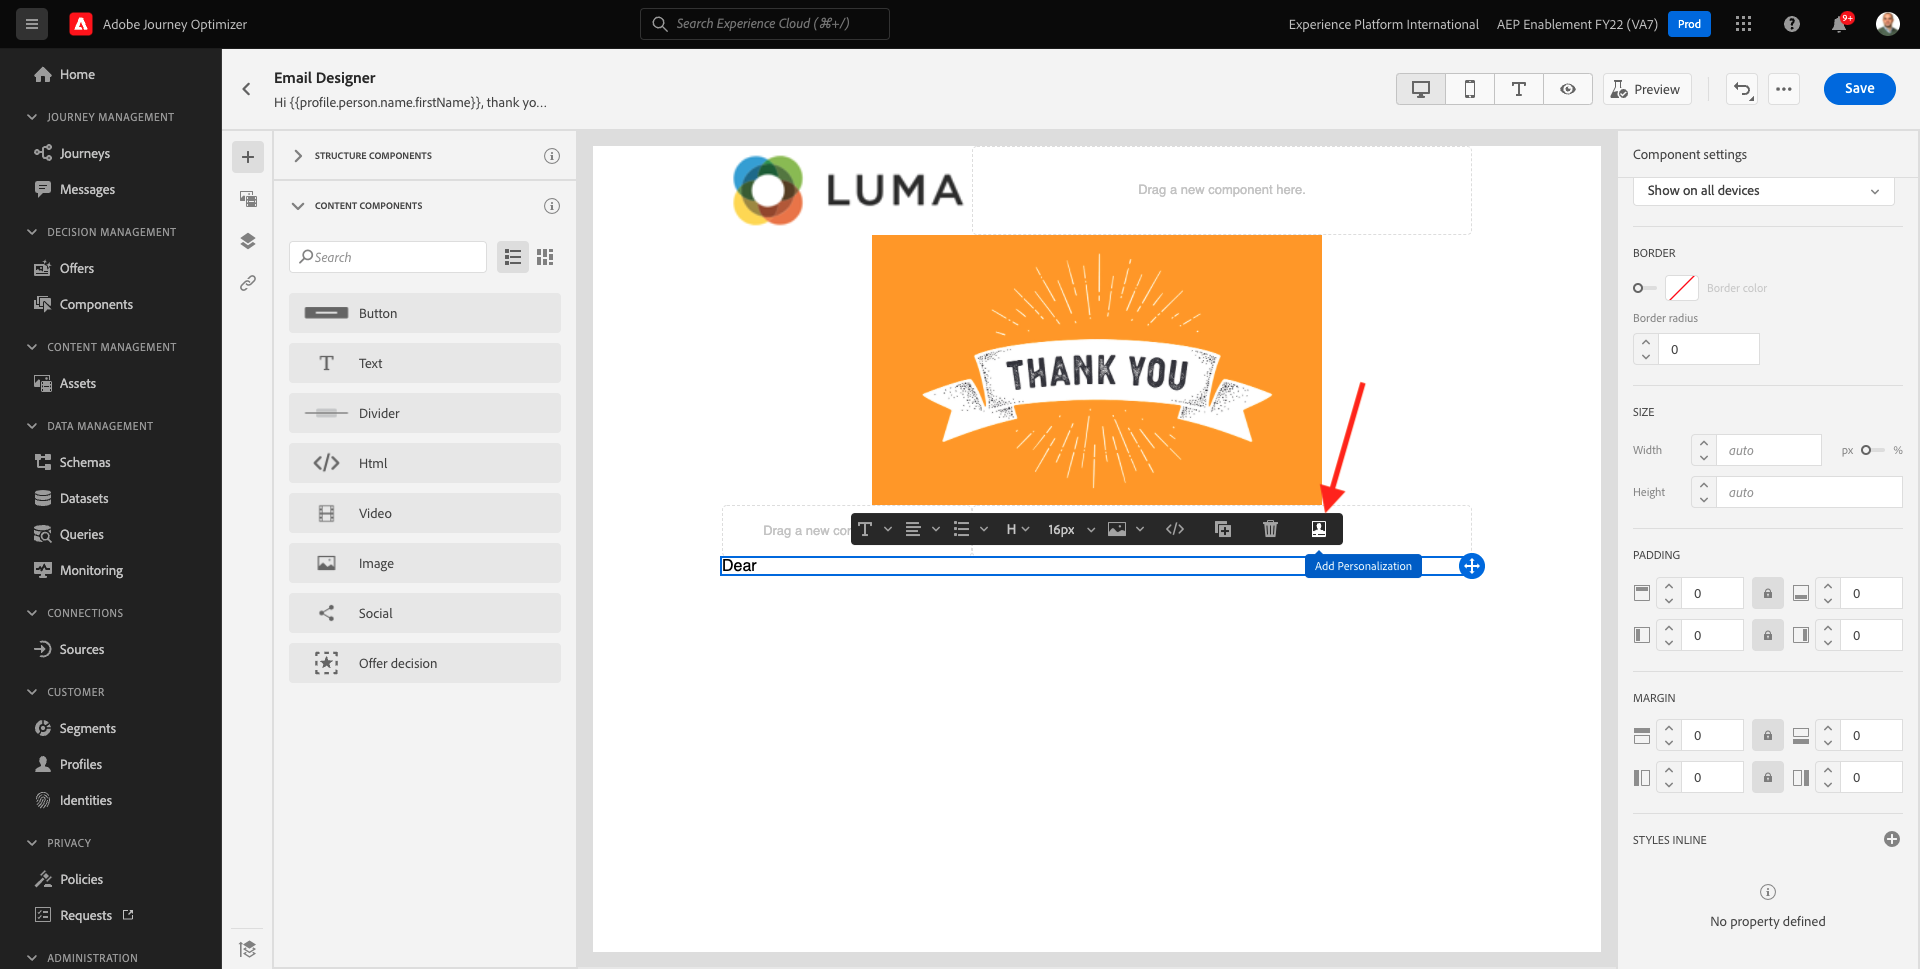 Adobe Journey Optimizer
Search Experience Cloud (⌘+/)
Experience Platform International
AEP Enablement FY22 (VA7)
Prod
9+
Home
JOURNEY MANAGEMENT
Journeys
Messages
DECISION MANAGEMENT
Offers
Components
CONTENT MANAGEMENT
Assets
DATA MANAGEMENT
Schemas
Datasets
Queries
Monitoring
CONNECTIONS
Sources
CUSTOMER
Segments
Profiles
Identities
PRIVACY
Policies
Requests
ADMINISTRATION
Email Designer
Hi {{profile.person.name.firstName}}, thank yo...
Preview
Save
STRUCTURE COMPONENTS
CONTENT COMPONENTS
Search
Button
Text
Divider
Html
Video
Image
Social
Offer decision
LUMA
Drag a new component here.
THANK YOU
Drag a new cor
H
16px
Dear
Add Personalization
Component settings
Show on all devices
BORDER
Border color
Border radius
0
SIZE
Width
auto
px
%
Height
auto
PADDING
0
0
0
0
MARGIN
0
0
0
0
STYLES INLINE
No property defined